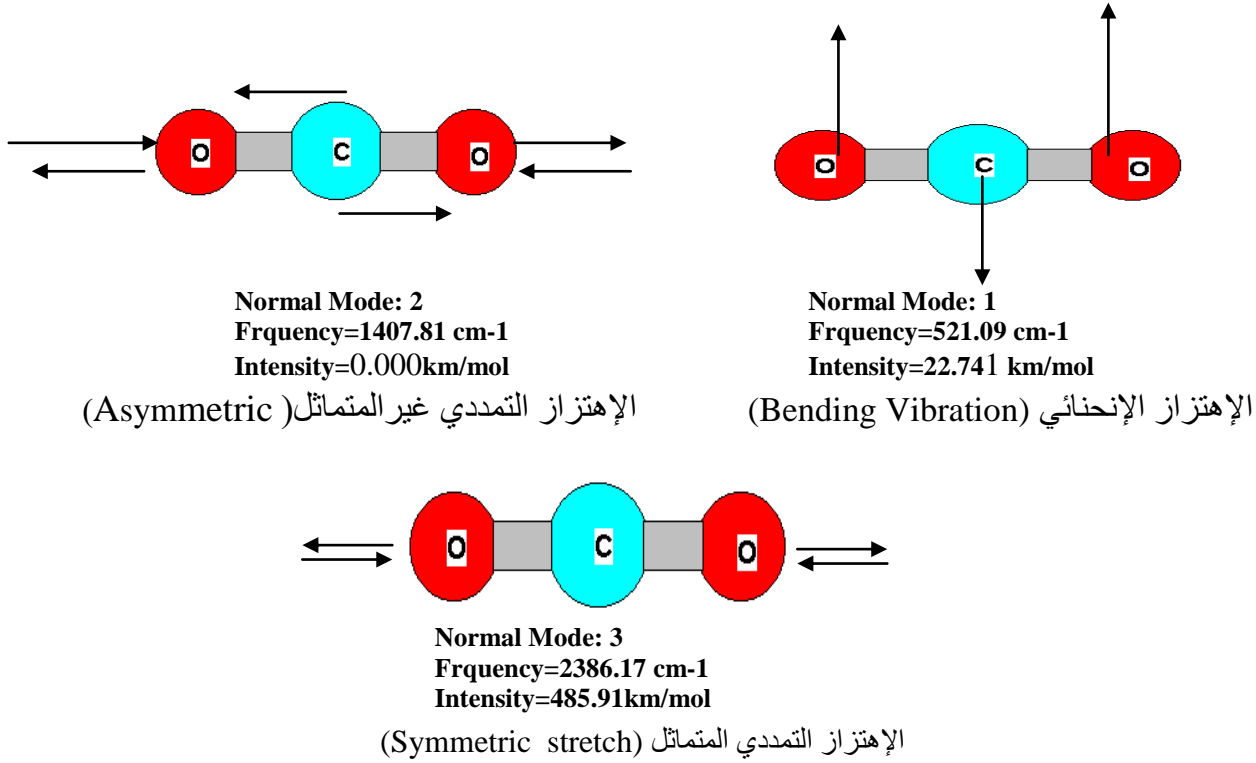 O C O
O C O
Normal Mode: 2
Frquency=1407.81 cm-1
Intensity=0.000km/mol
الإهتزاز التمددي غيرالمتماثل( Asymmetric)
Normal Mode: 1
Frquency=521.09 cm-1
Intensity=22.741 km/mol
الإهتزاز الإنحنائي (Bending Vibration)
O C O
Normal Mode: 3
Frquency=2386.17 cm-1
Intensity=485.91km/mol
الإهتزاز التمددي المتماثل (Symmetric stretch)